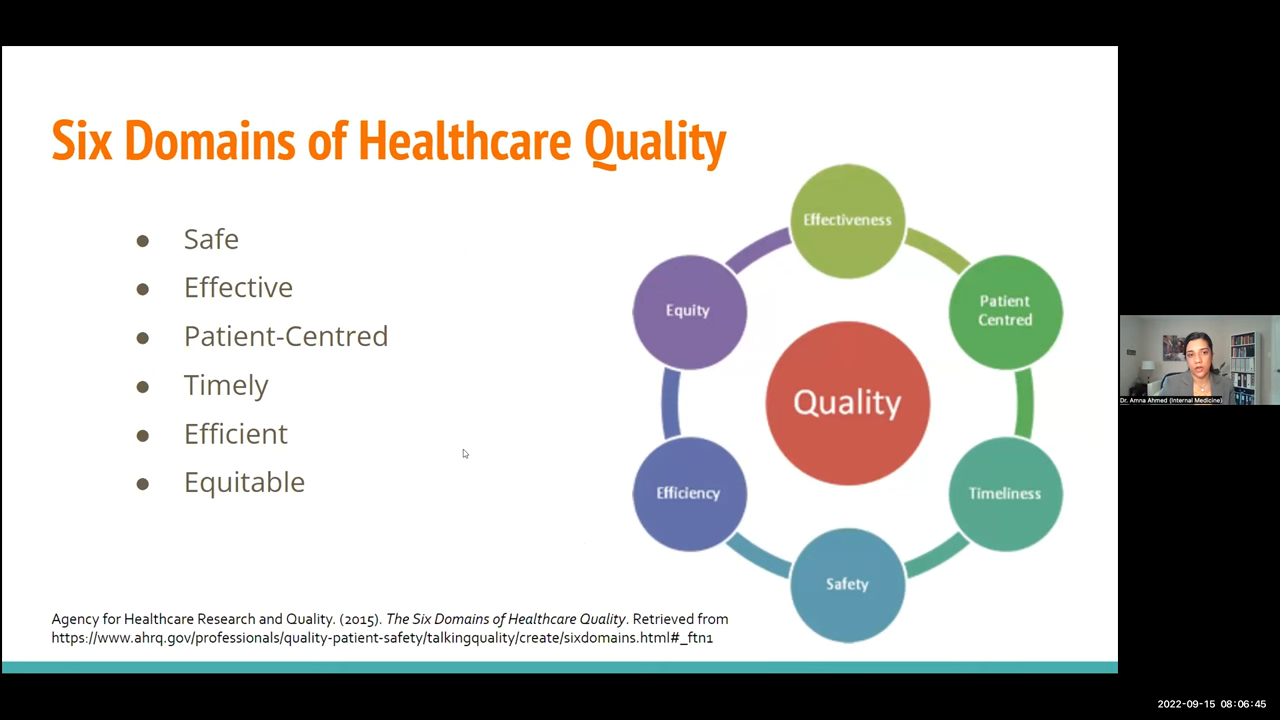 Six Domains of Healthcare Quality
● Safe
● Effective
● Patient-Centred
● Timely
● Efficient
● Equitable
Effectiveness
Equity
Patient
Centred
Quality
Efficiency
Timeliness
Safety
Agency for Healthcare Research and Quality. (2015). The Six Domains of Healthcare Quality. Retrieved from
https://www.ahrq.gov/professionals/quality-patient-safety/talkingquality/create/sixdomains.html#_ftn1
Dr. Amna Ahmed (Internal Medicine)
2022-09-15 08:06:45